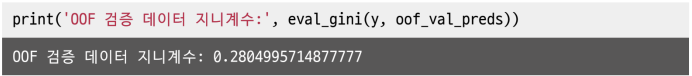 print('OOF 검증 데이터 지니계수:', eval_gini(y, oof_val_preds))
OOF 검증 데이터 지니계수: 0.2804995714877777